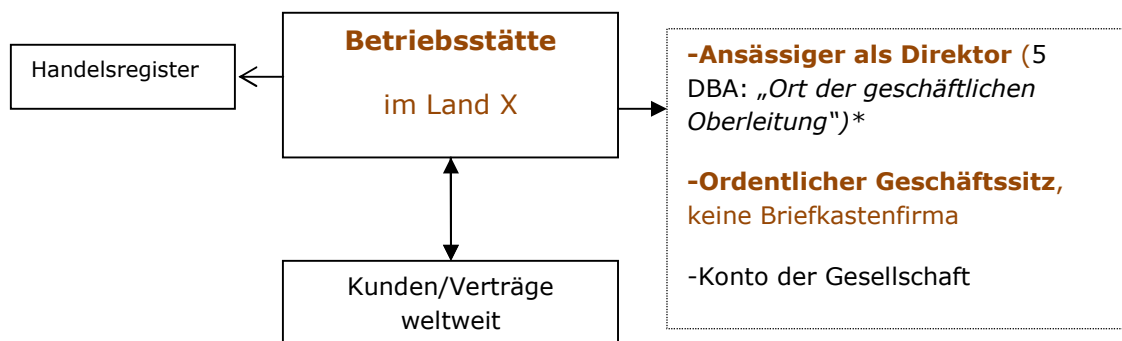 Handelsregister
Betriebsstätte
im Land X
-Ansässiger als Direktor (5
DBA: „Ort der geschäftlichen
Oberleitung“)*
-Ordentlicher Geschäftssitz,
keine Briefkastenfirma
-Konto der Gesellschaft
Kunden/Verträge
weltweit